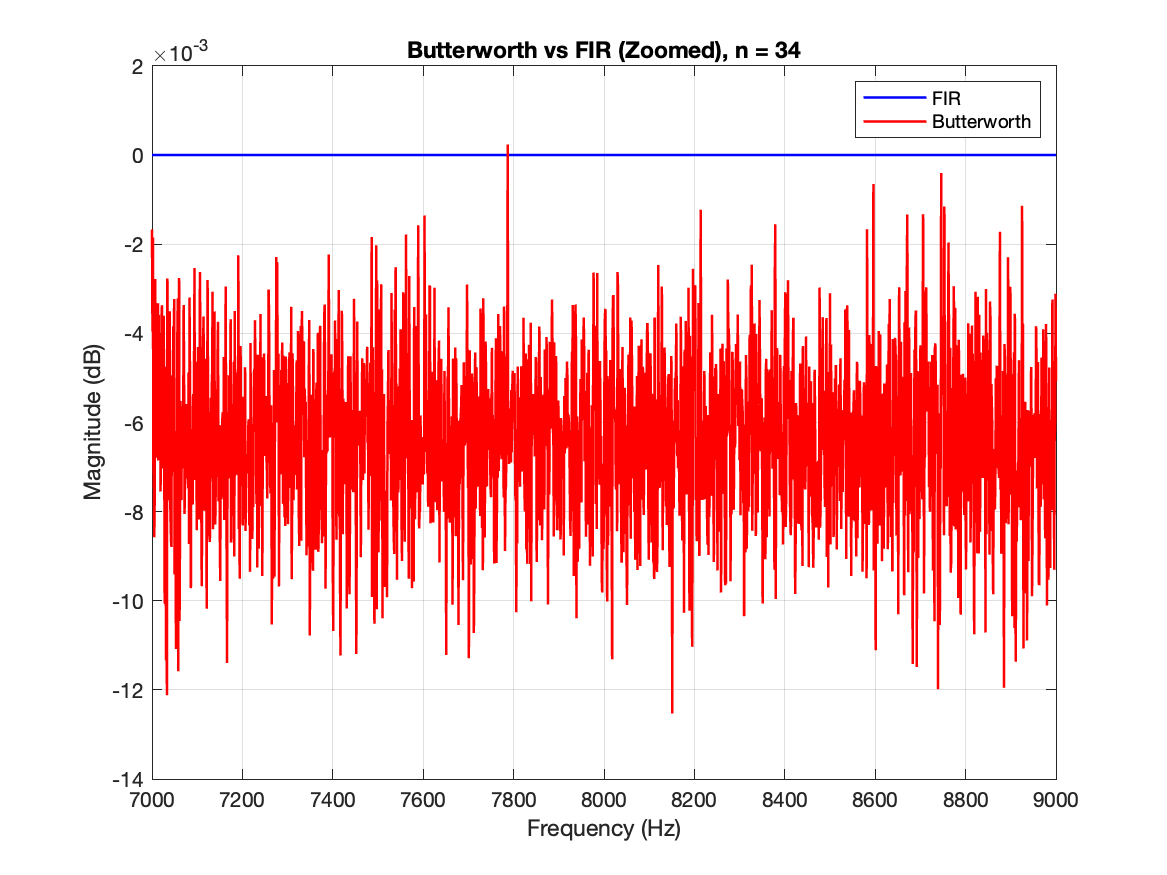 Butterworth vs FIR (Zoomed), n = 34
×10-3
FIR
Butterworth
2
0
-2
-4
-6
-8
-10
-12
-14
Magnitude (dB)
7000 7200 7400 7600 7800 8000 8200 8400 8600 8800 9000
Frequency (Hz)